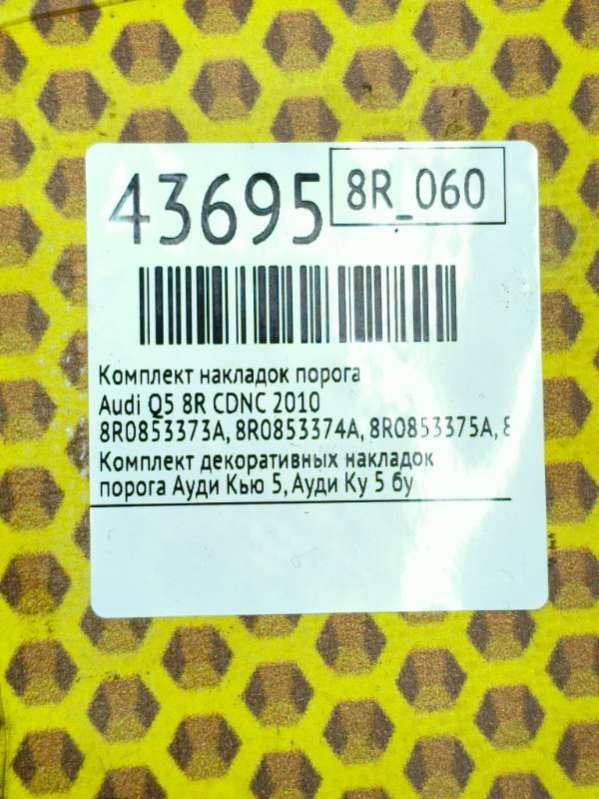 43695
8R_060
Комплект накладок порога
Audi Q5 8R CDNC 2010
8R0853373A, 8R0853374A, 8R0853375A, 8
Комплект декоративных накладок
порога Ауди Кью 5, Ауди Ку 5 бу